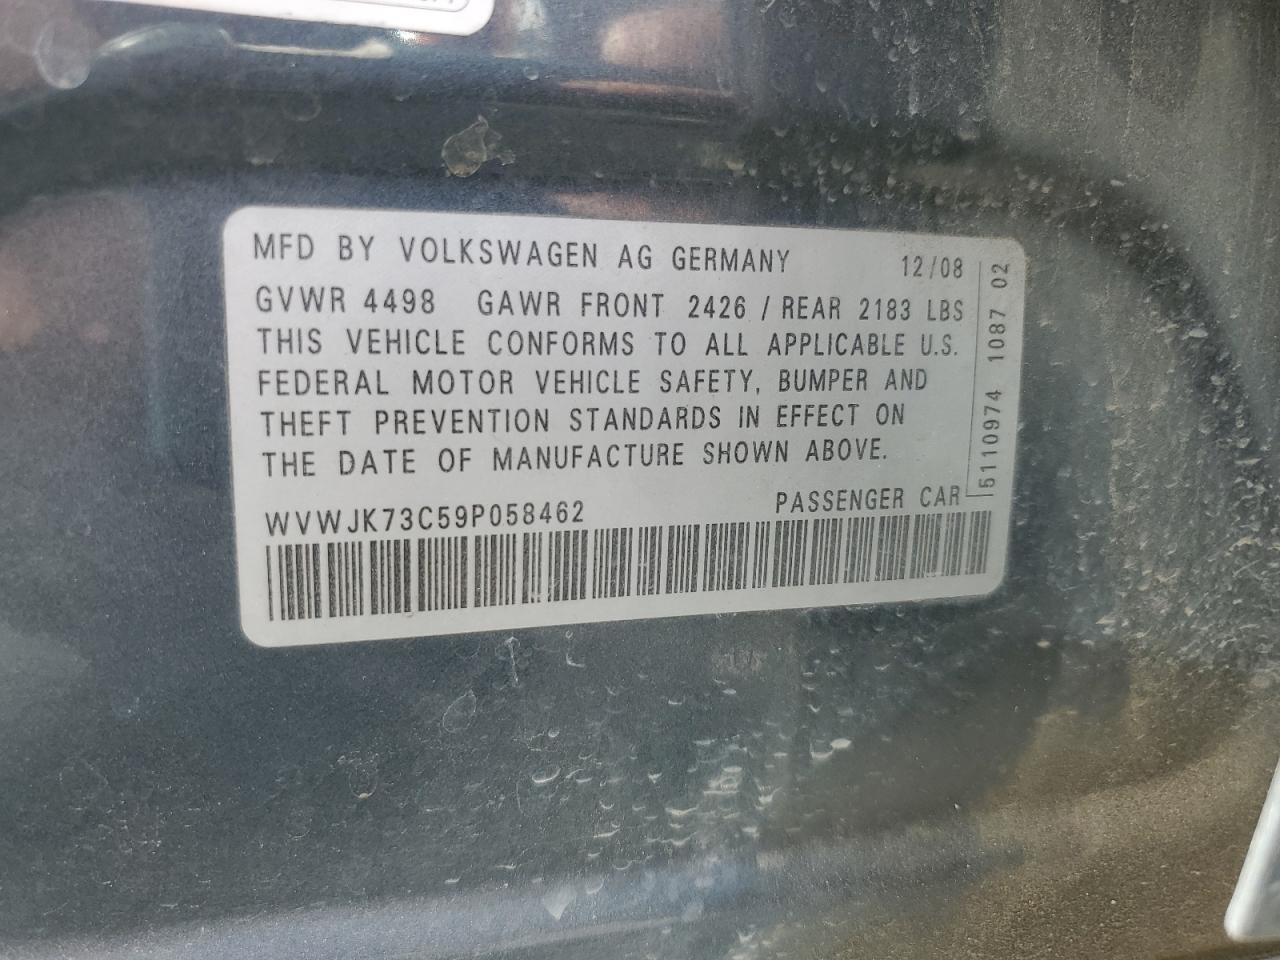 MFD BY VOLKSWAGEN AG GERMANY 12/08
GVWR 4498 GAWR FRONT 2426 / REAR 2183 LBS
THIS VEHICLE CONFORMS TO ALL APPLICABLE U.S.
FEDERAL MOTOR VEHICLE SAFETY, BUMPER AND
THEFT PREVENTION STANDARDS IN EFFECT ON
THE DATE OF MANUFACTURE SHOWN ABOVE.
WVWJK73C59P058462 PASSENGER CAR
5110974 1087 02